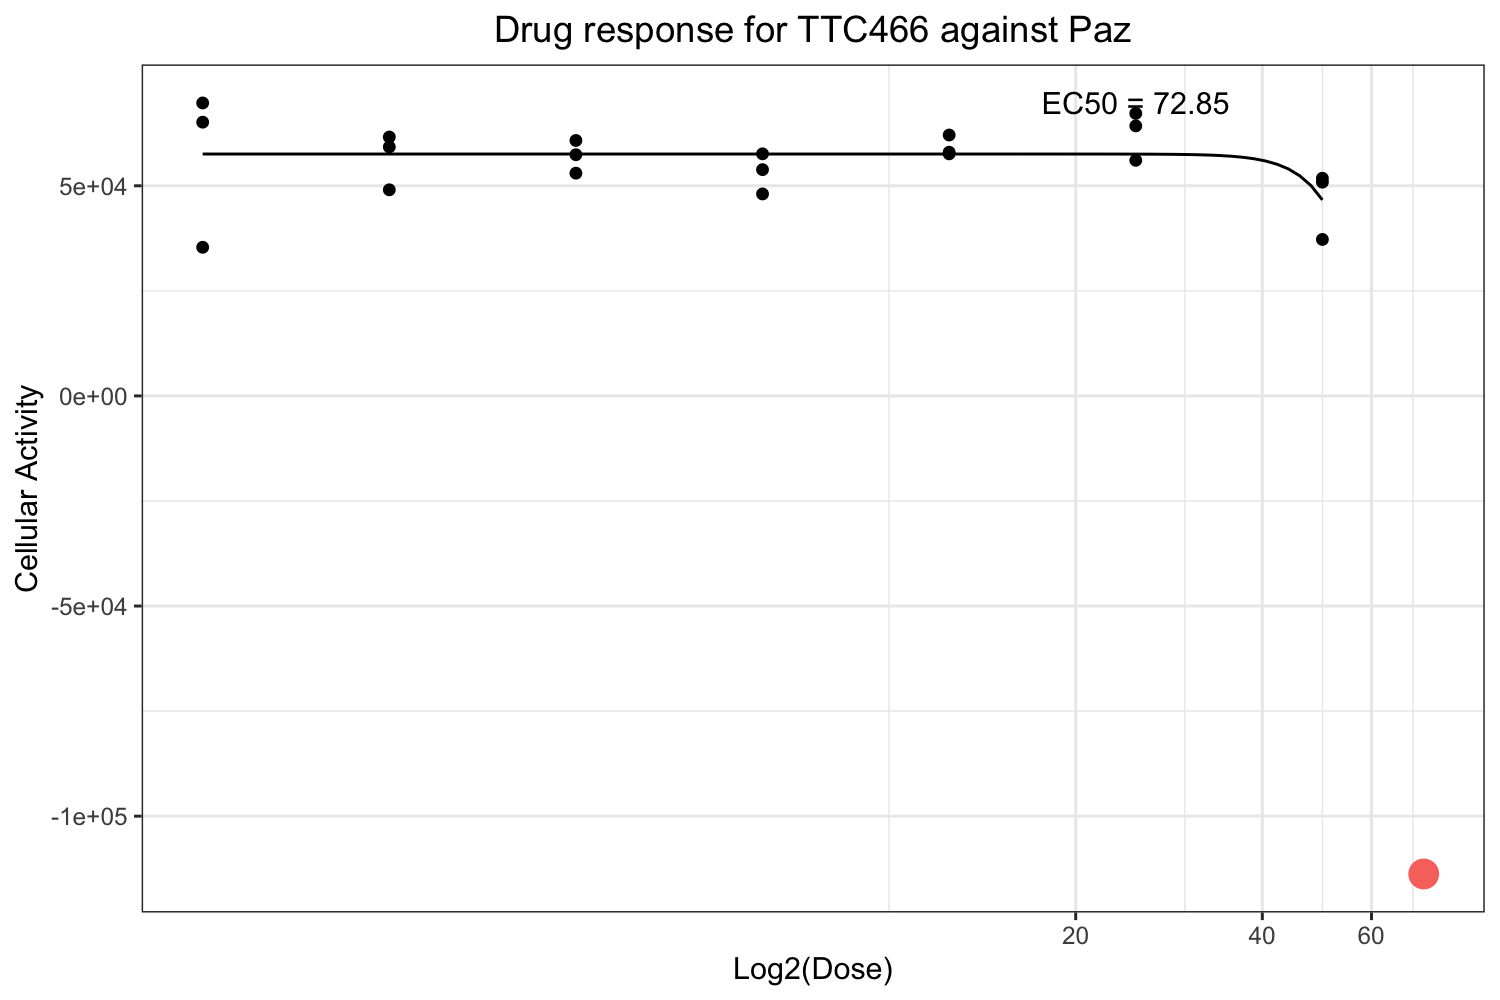 Drug response for TTC466 against Paz
EC50 = 72.85
Cellular Activity
5e+04
0e+00
-5e+04
-1e+05
20 40 60
Log2(Dose)